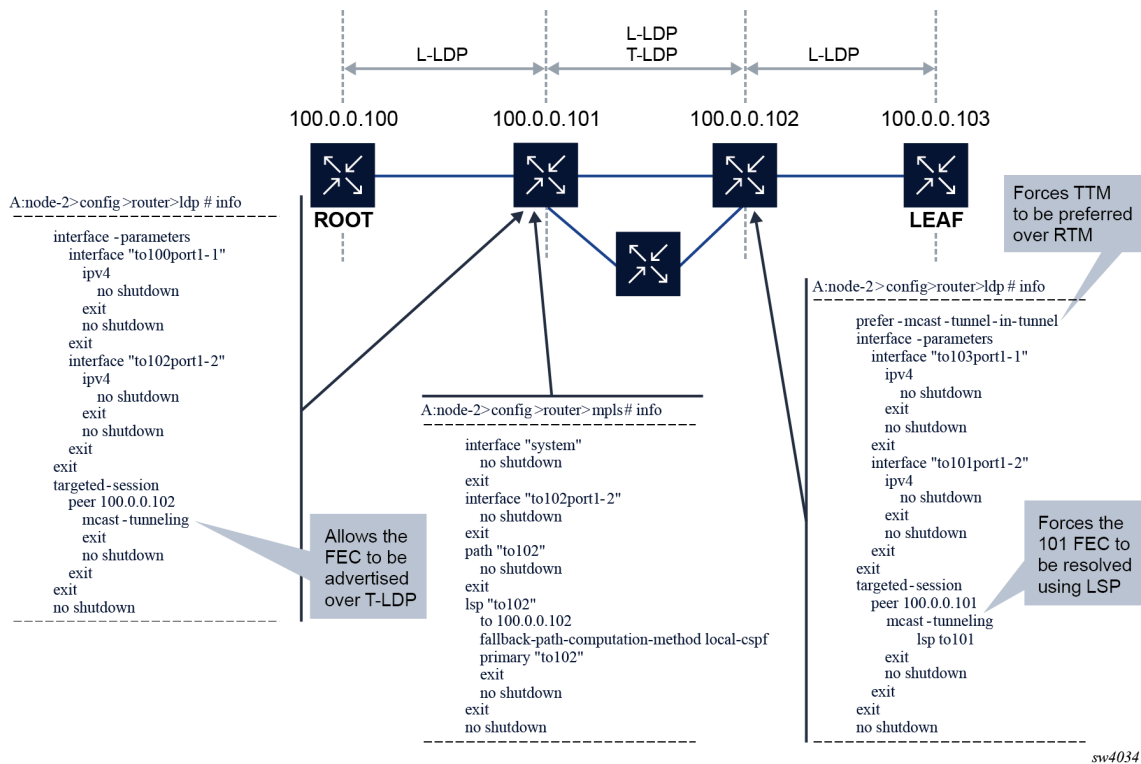 L-LDP
L-LDP
T-LDP
L-LDP
100.0.0.100
100.0.0.101
100.0.0.102
100.0.0.103
ROOT
LEAF
A:node-2>config>router>ldp # info
interface -parameters
interface "to100port1-1"
ipv4
no shutdown
exit
no shutdown
exit
interface "to102port1-2"
ipv4
no shutdown
exit
no shutdown
exit
exit
targeted-session
peer 100.0.0.102
mcast -tunneling
exit
no shutdown
exit
exit
no shutdown
Allows the
FEC to be
advertised
over T-LDP
A:node-2>config >router>mpls# info
interface "system"
no shutdown
exit
interface "to102port1-2"
no shutdown
exit
path "to102"
no shutdown
exit
lsp "to102"
to 100.0.0.102
fallback-path-computation-method local-cspf
primary "to102"
exit
no shutdown
exit
no shutdown
Forces TTM
to be preferred
over RTM
A:node-2>config>router>ldp # info
prefer -mcast -tunnel-in-tunnel
interface -parameters
interface "to103port1-1"
ipv4
no shutdown
exit
no shutdown
exit
interface "to101port1-2"
ipv4
no shutdown
exit
no shutdown
exit
exit
targeted-session
peer 100.0.0.101
mcast -tunneling
lsp to101
exit
no shutdown
exit
exit
no shutdown
Forces the
101 FEC to
be resolved
using LSP
sw4034